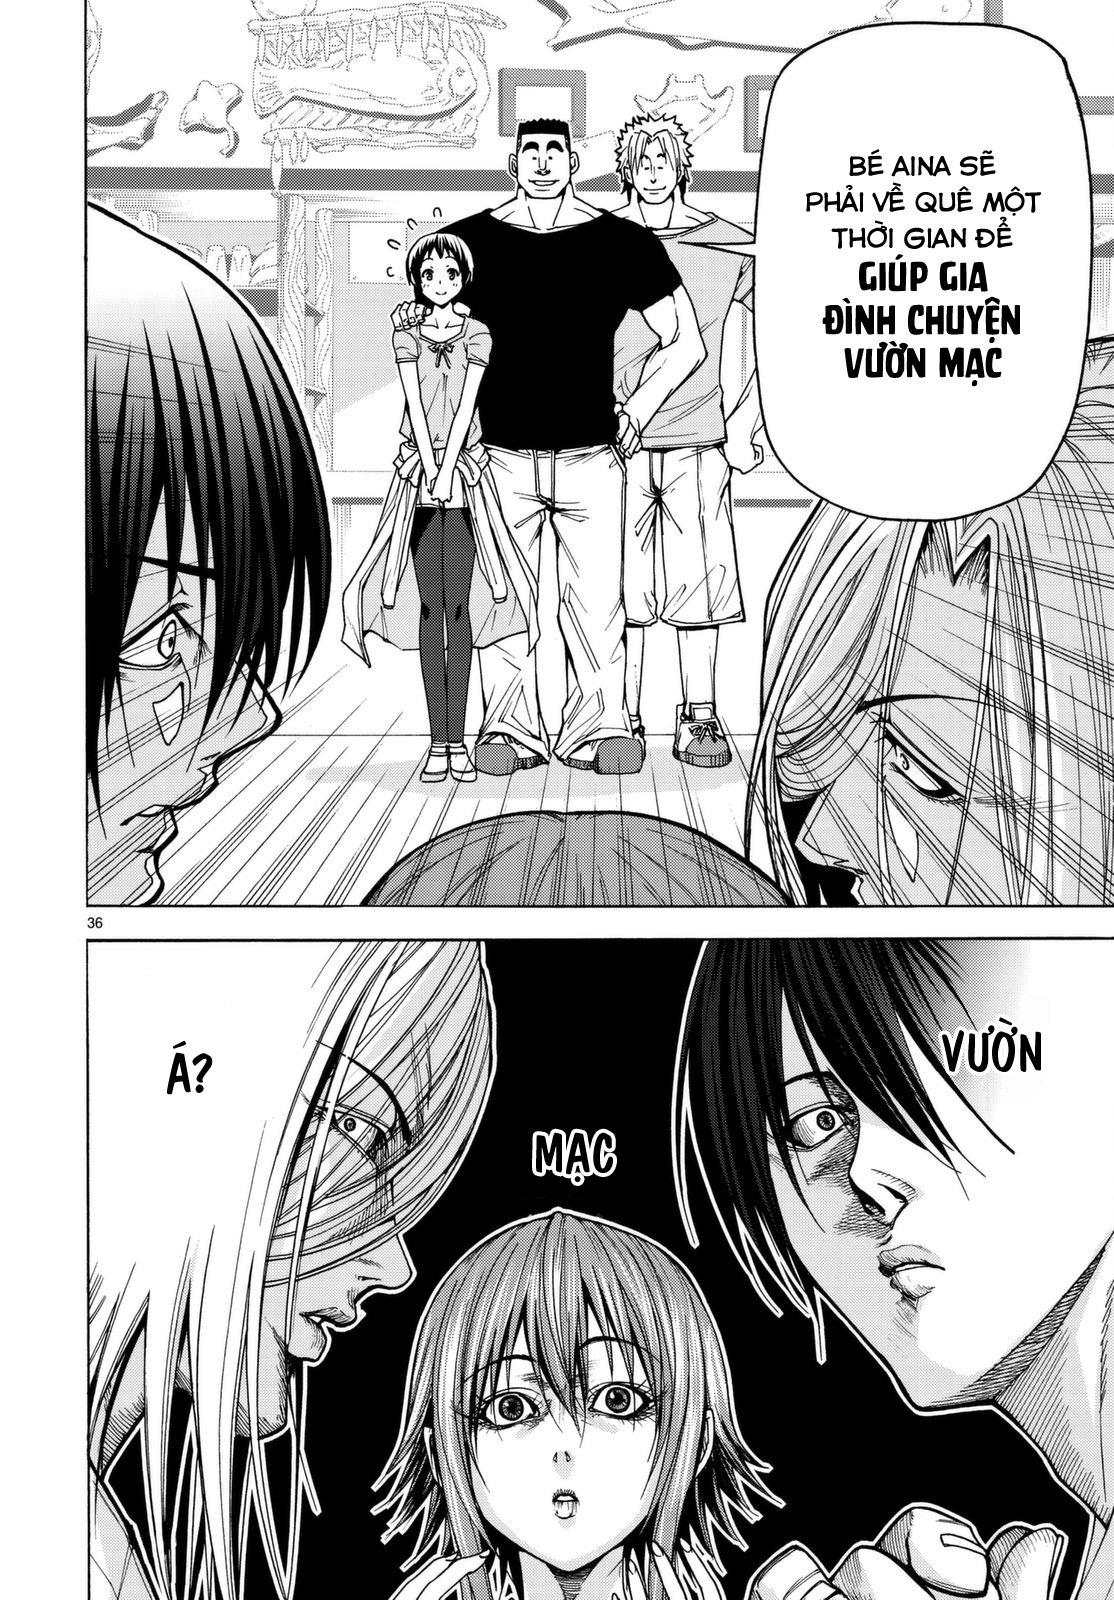 BÉ AINA SẼ
PHẢI VỀ QUÊ MỘT
THỜI GIAN ĐỂ
GIÚP GIA
ĐÌNH CHUYỆN
VƯỜN MẠC
36
VƯỜN
MẠC
Á?